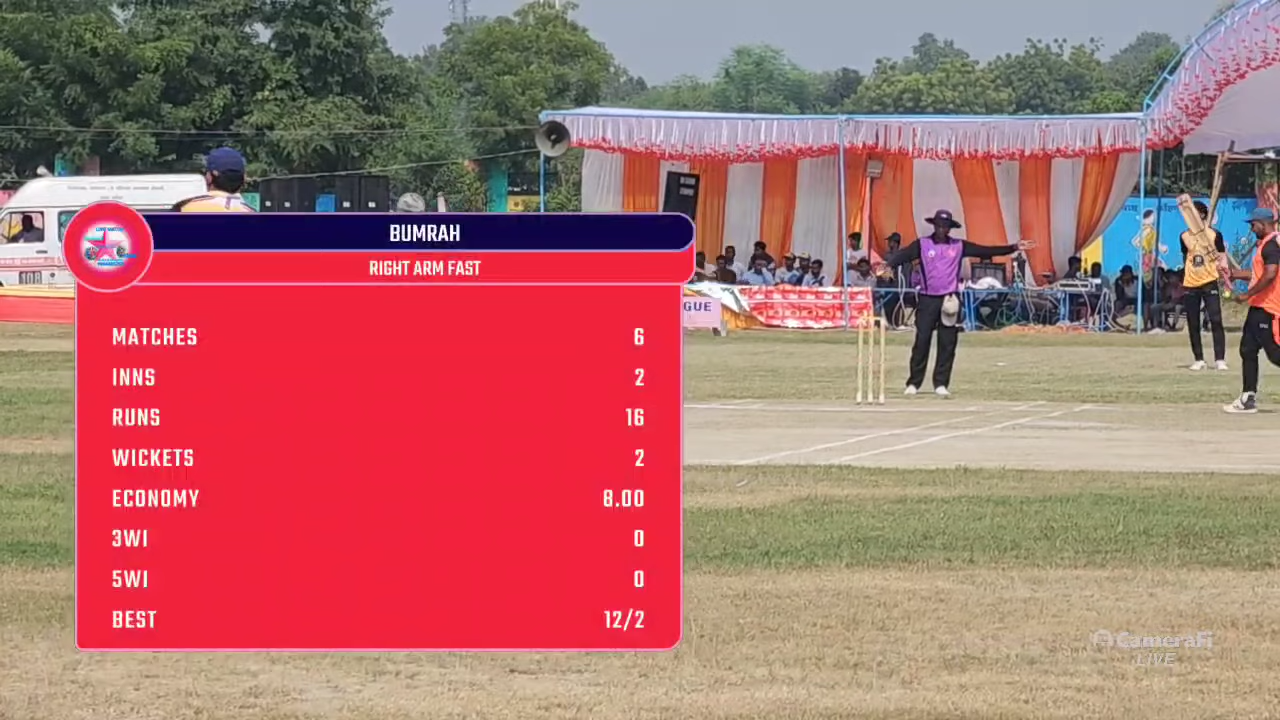 BUMRAH
RIGHT ARM FAST
MATCHES 6
INNS 2
RUNS 16
WICKETS 2
ECONOMY 8.00
3WI 0
5WI 0
BEST 12/2
108
GUE
CameraFi
LIVE